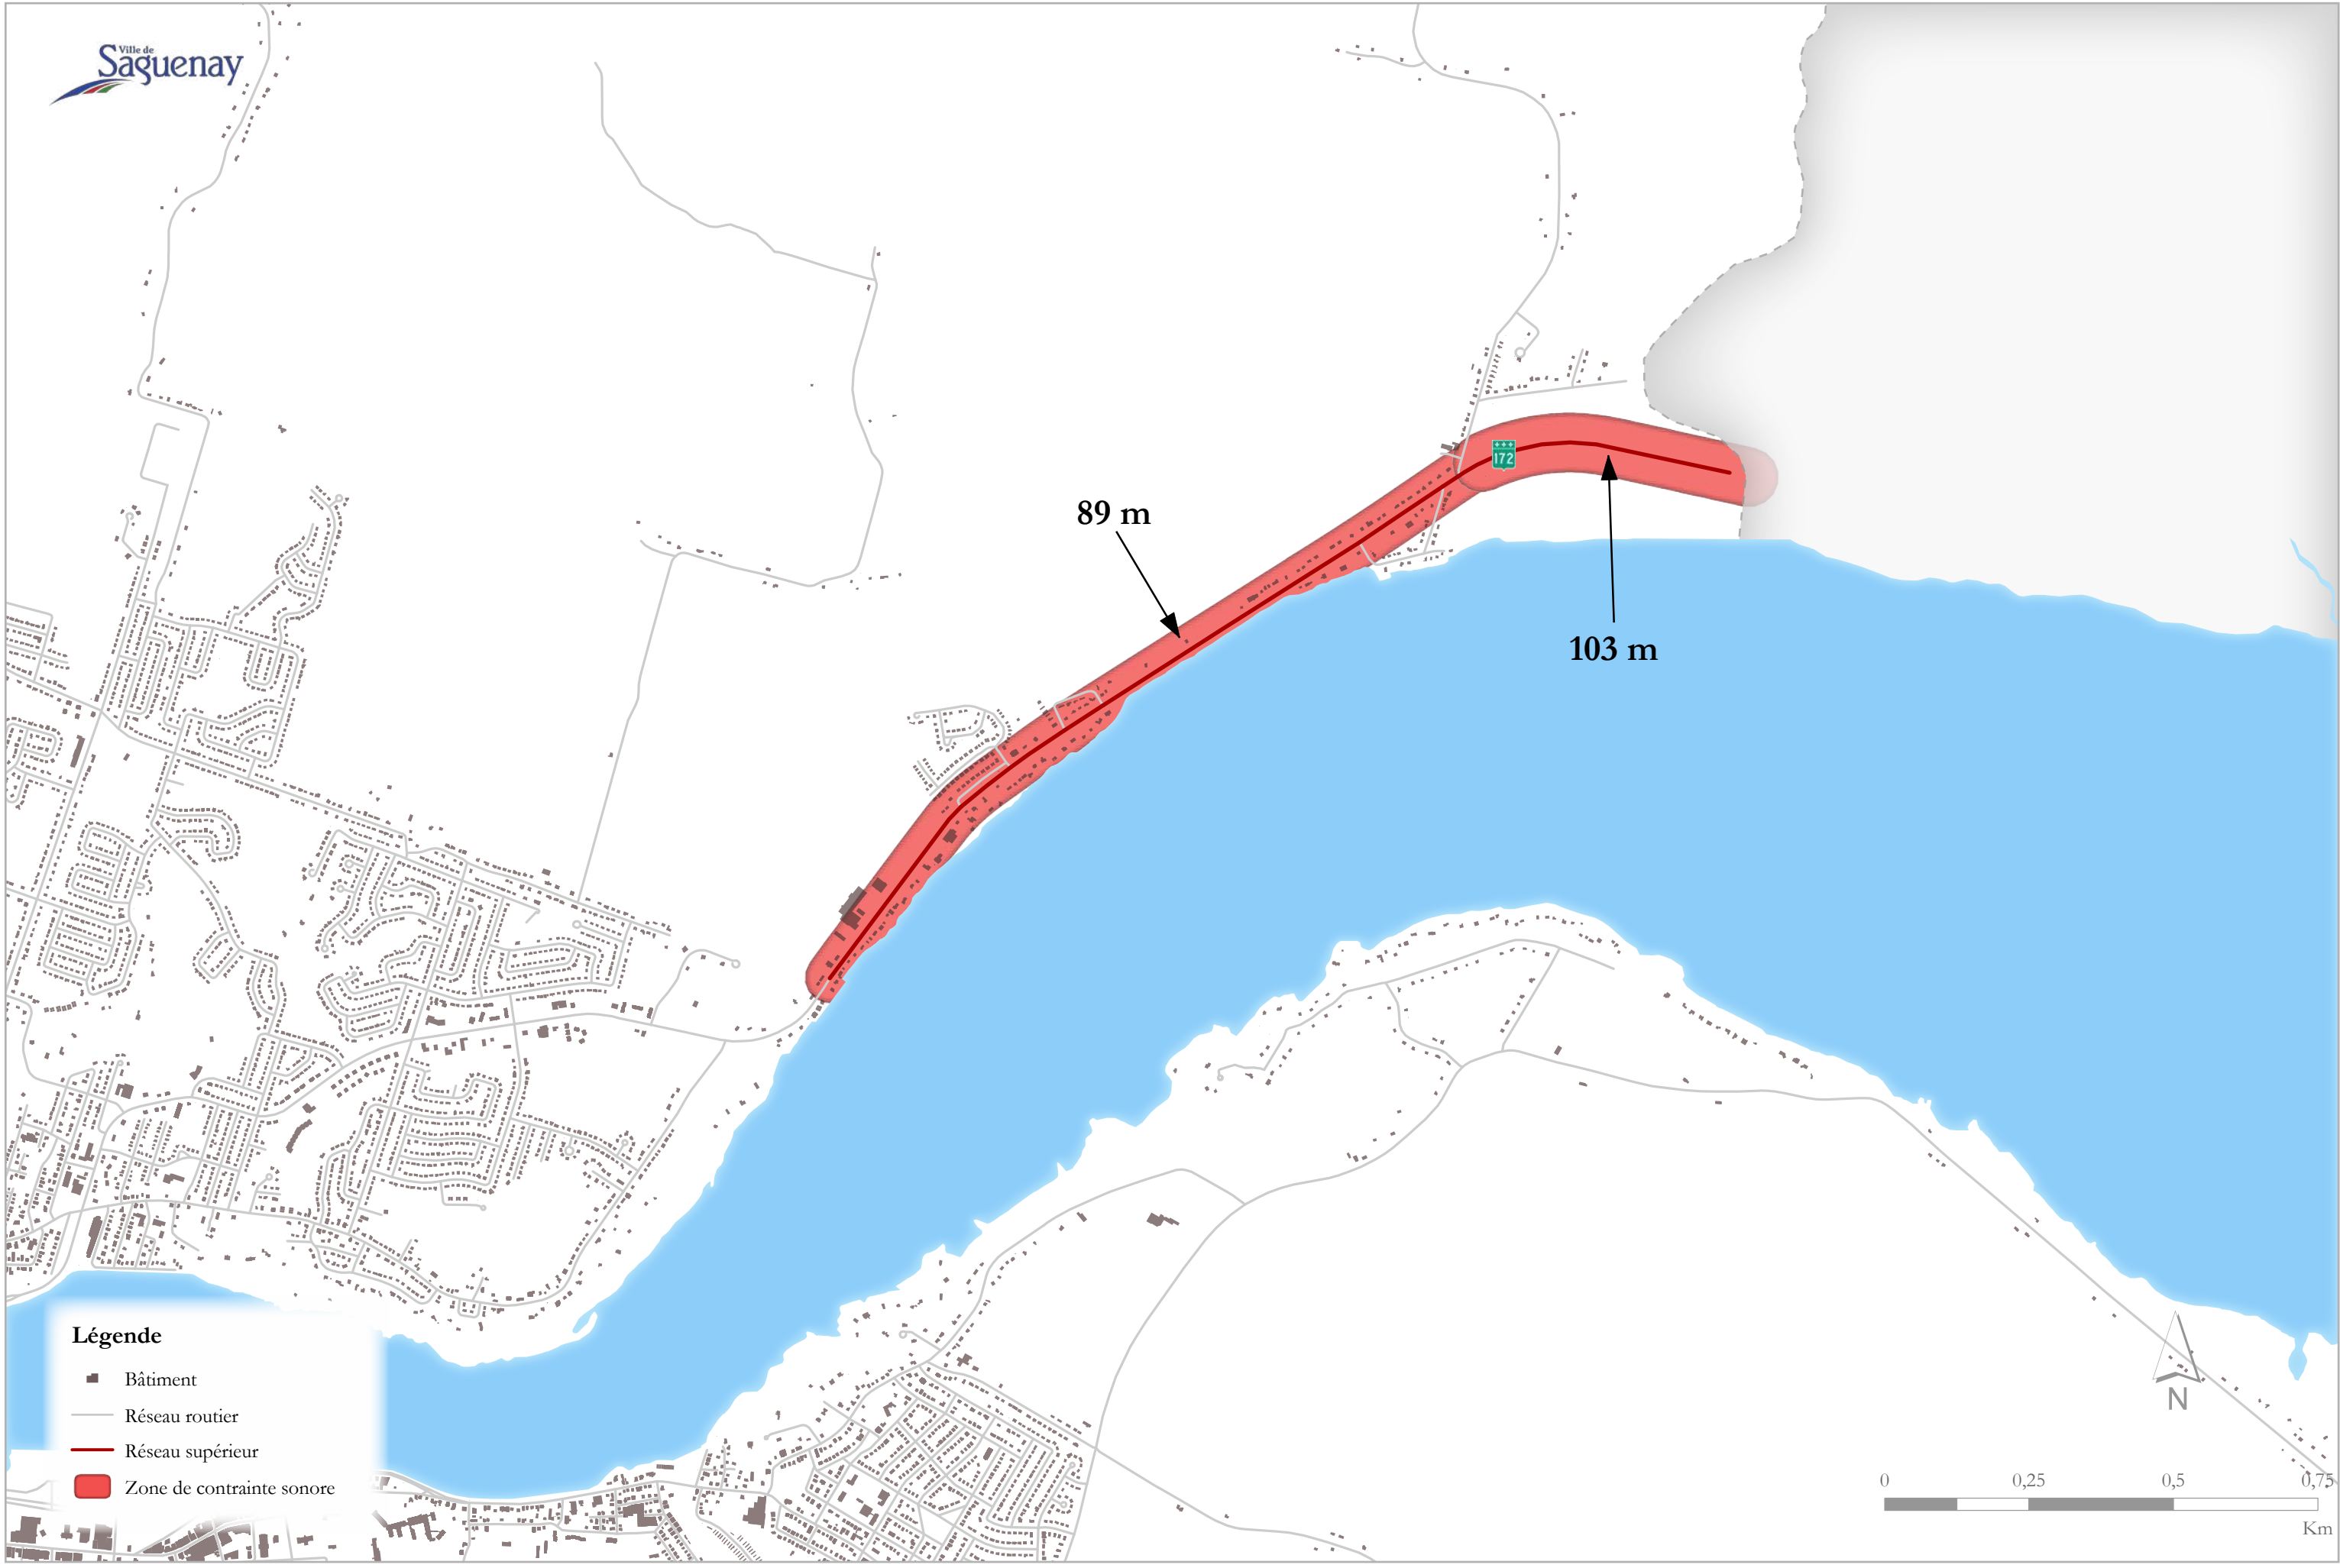 Ville de
Saguenay
172
89 m
103 m
Légende
Bâtiment
Réseau routier
Réseau supérieur
Zone de contrainte sonore
N
0 0,25 0,5 0,75
Km